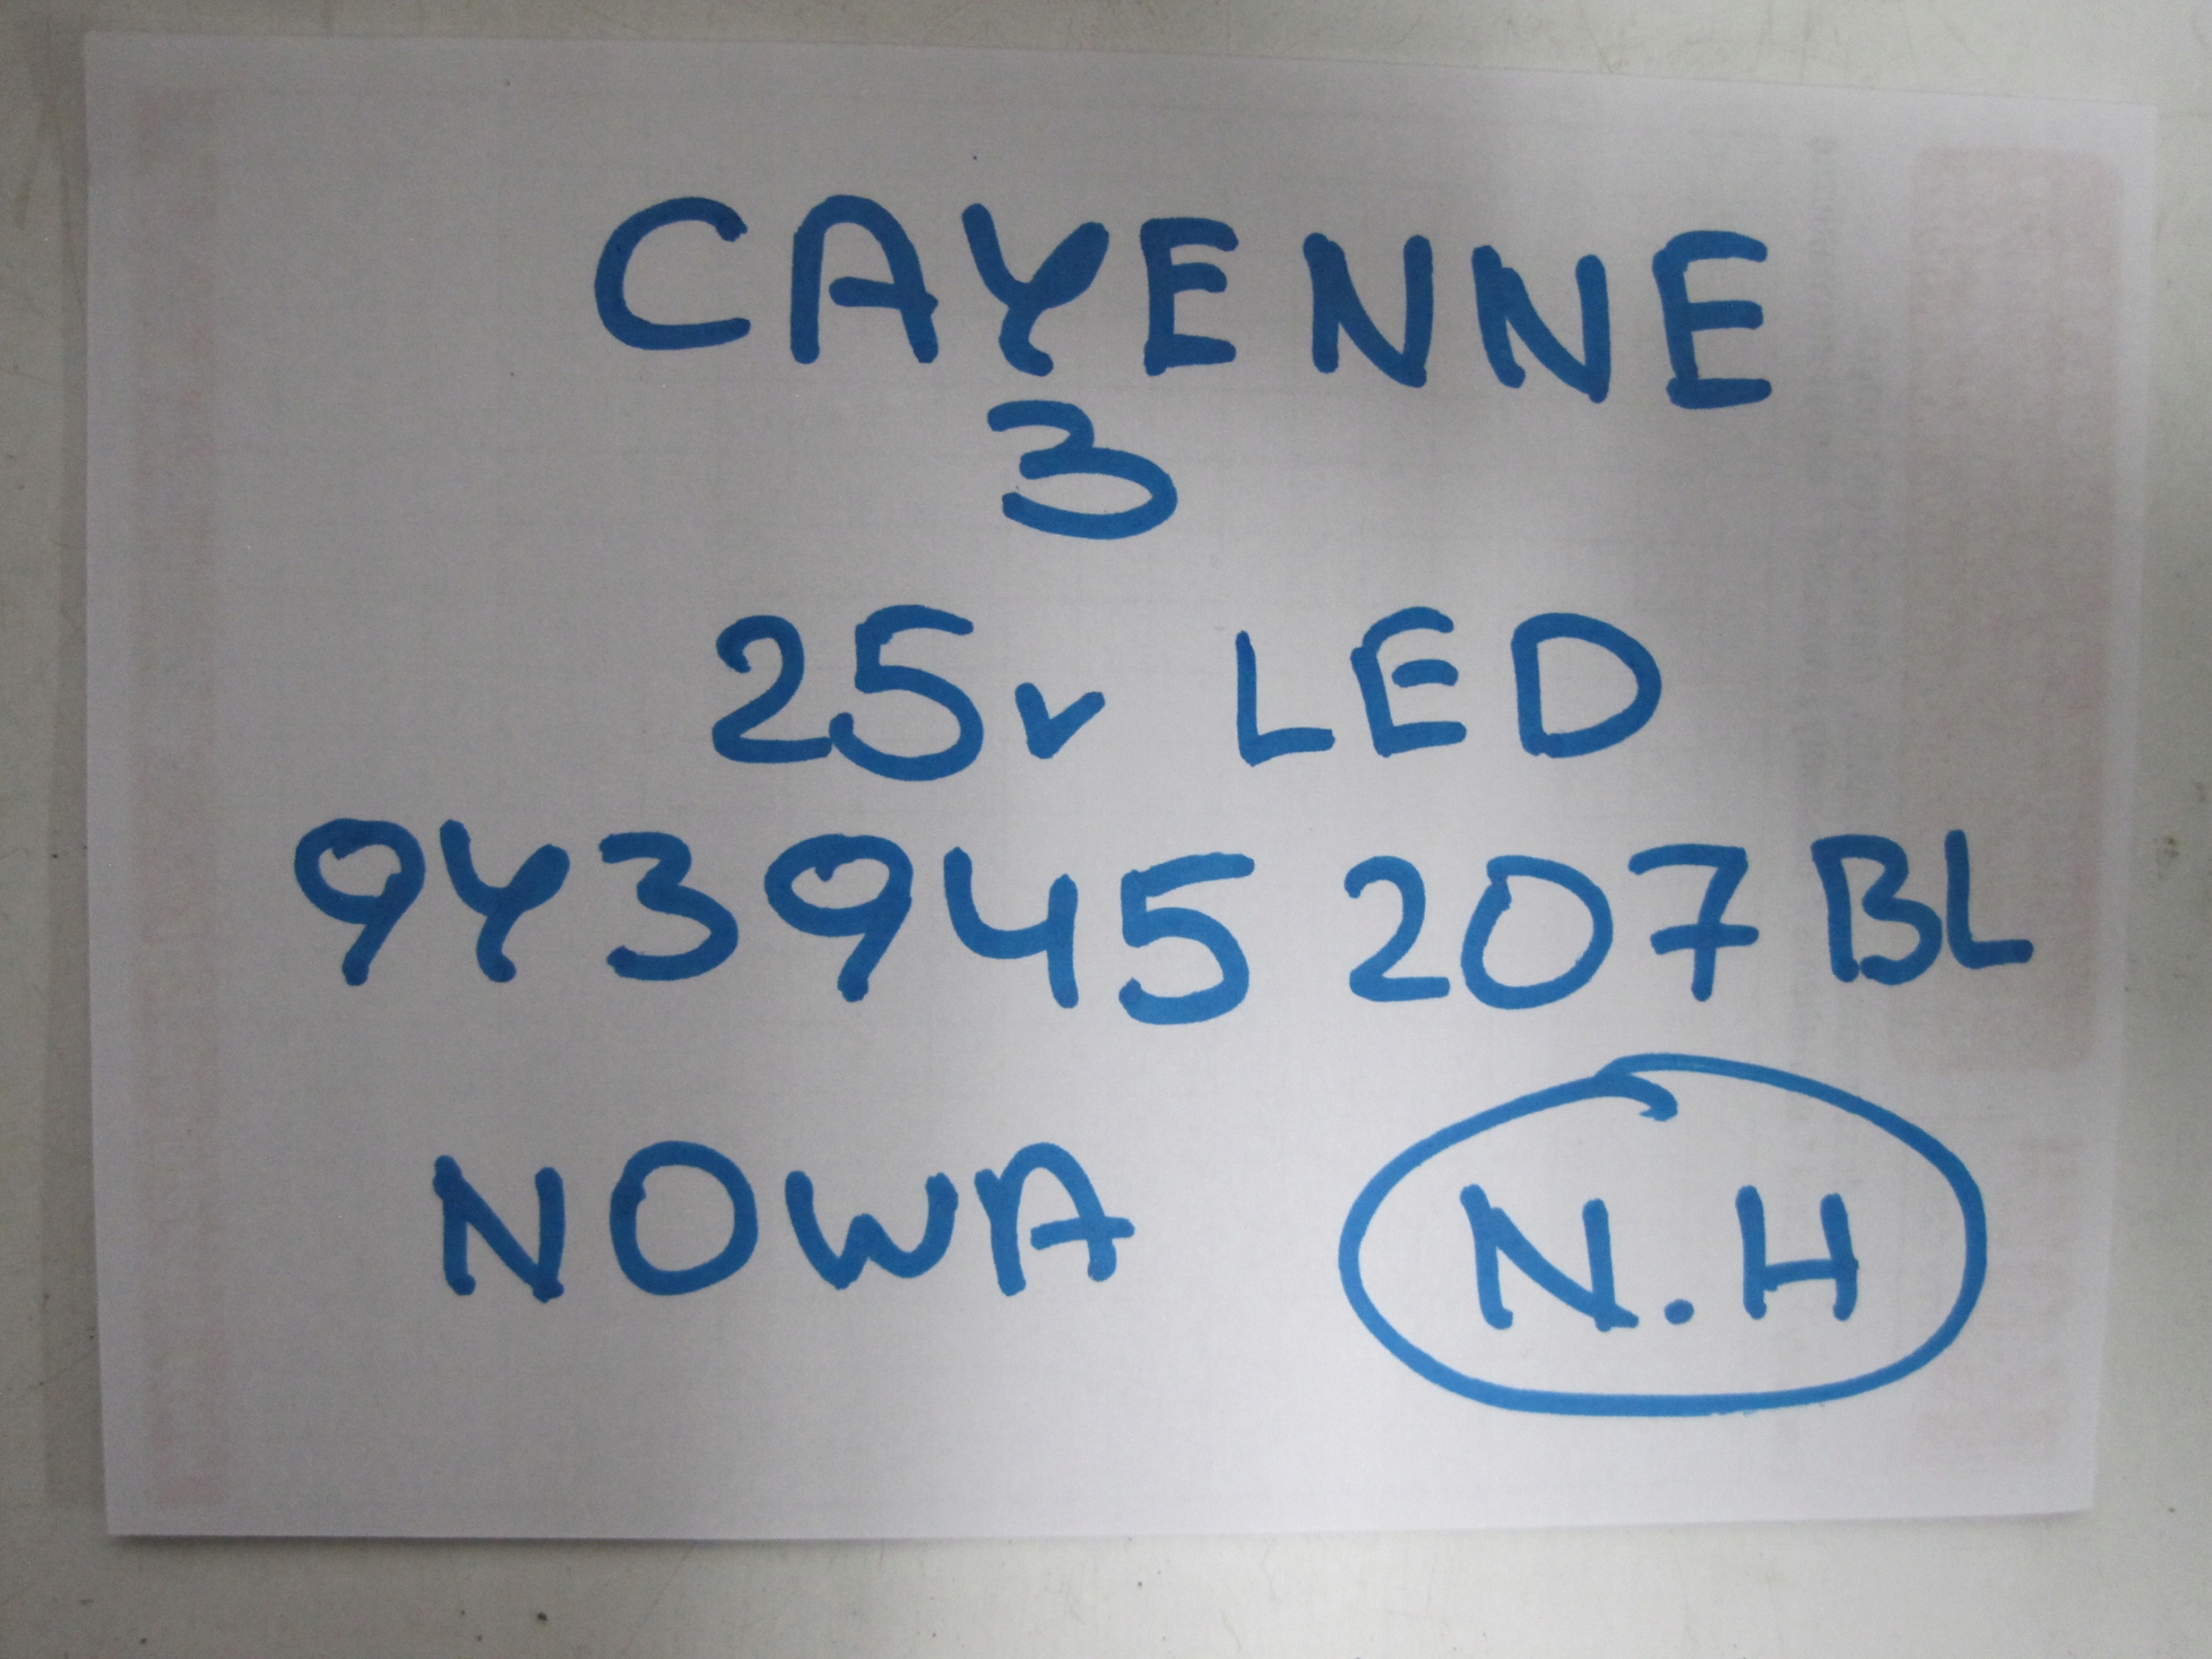 CAYENNE
3
25r LED
9Y3945 207 BL
NOWA N.H